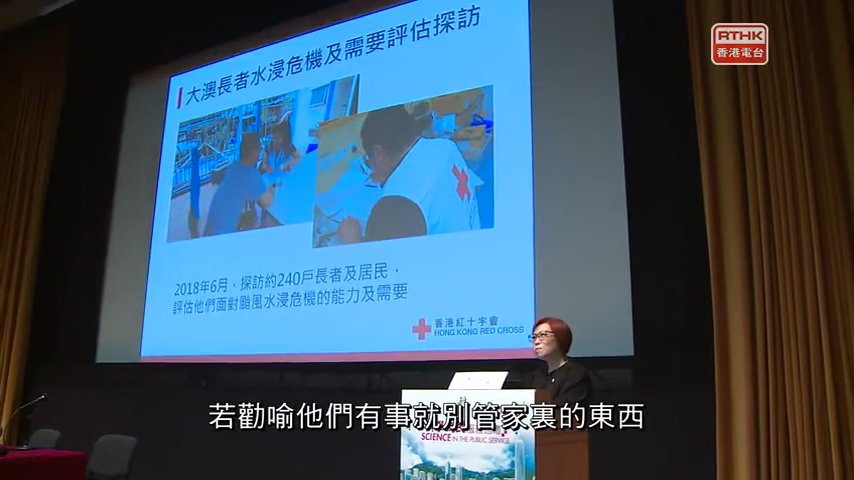 RTHK
香港電台
大澳長者水浸危機及需要評估探訪
2018年6月，探訪約240戶長者及居民，
評估他們面對颱風水浸危機的能力及需要
香港紅十字會
HONG KONG RED CROSS
若勸喻他們有事就別管家裏的東西
SCIENCE IN THE PUBLIC SERVICE